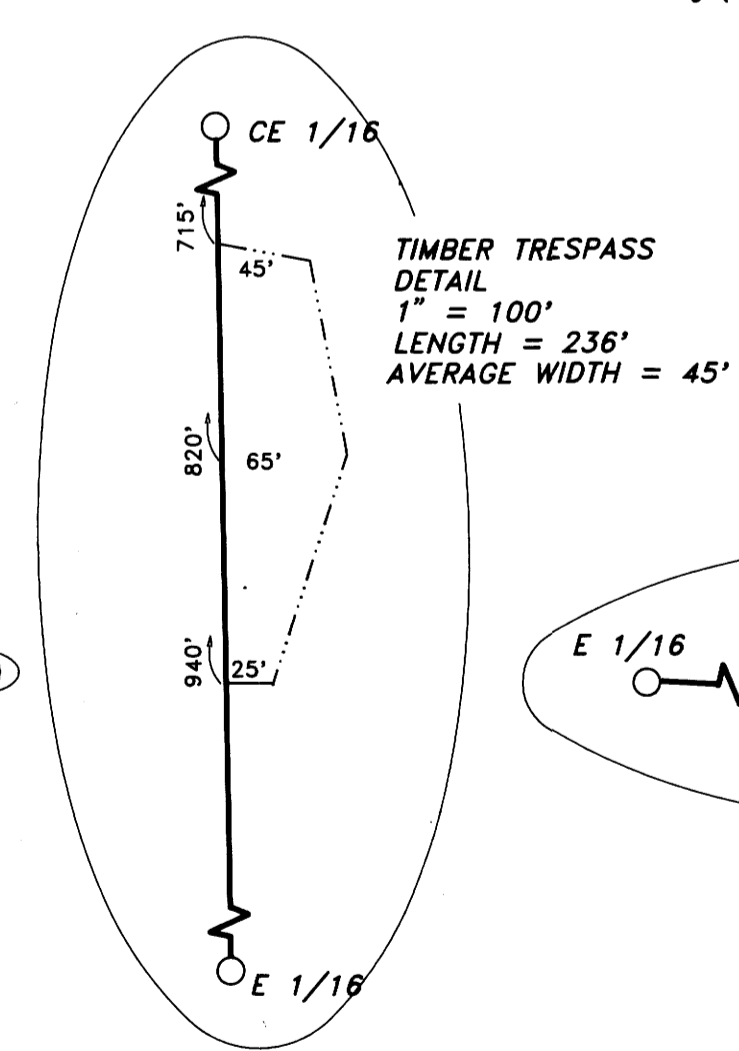 CE 1/16
715'
45'
TIMBER TRESPASS
DETAIL
1" = 100'
LENGTH = 236'
AVERAGE WIDTH = 45'
820'
65'
940'
25'
E 1/16
E 1/16